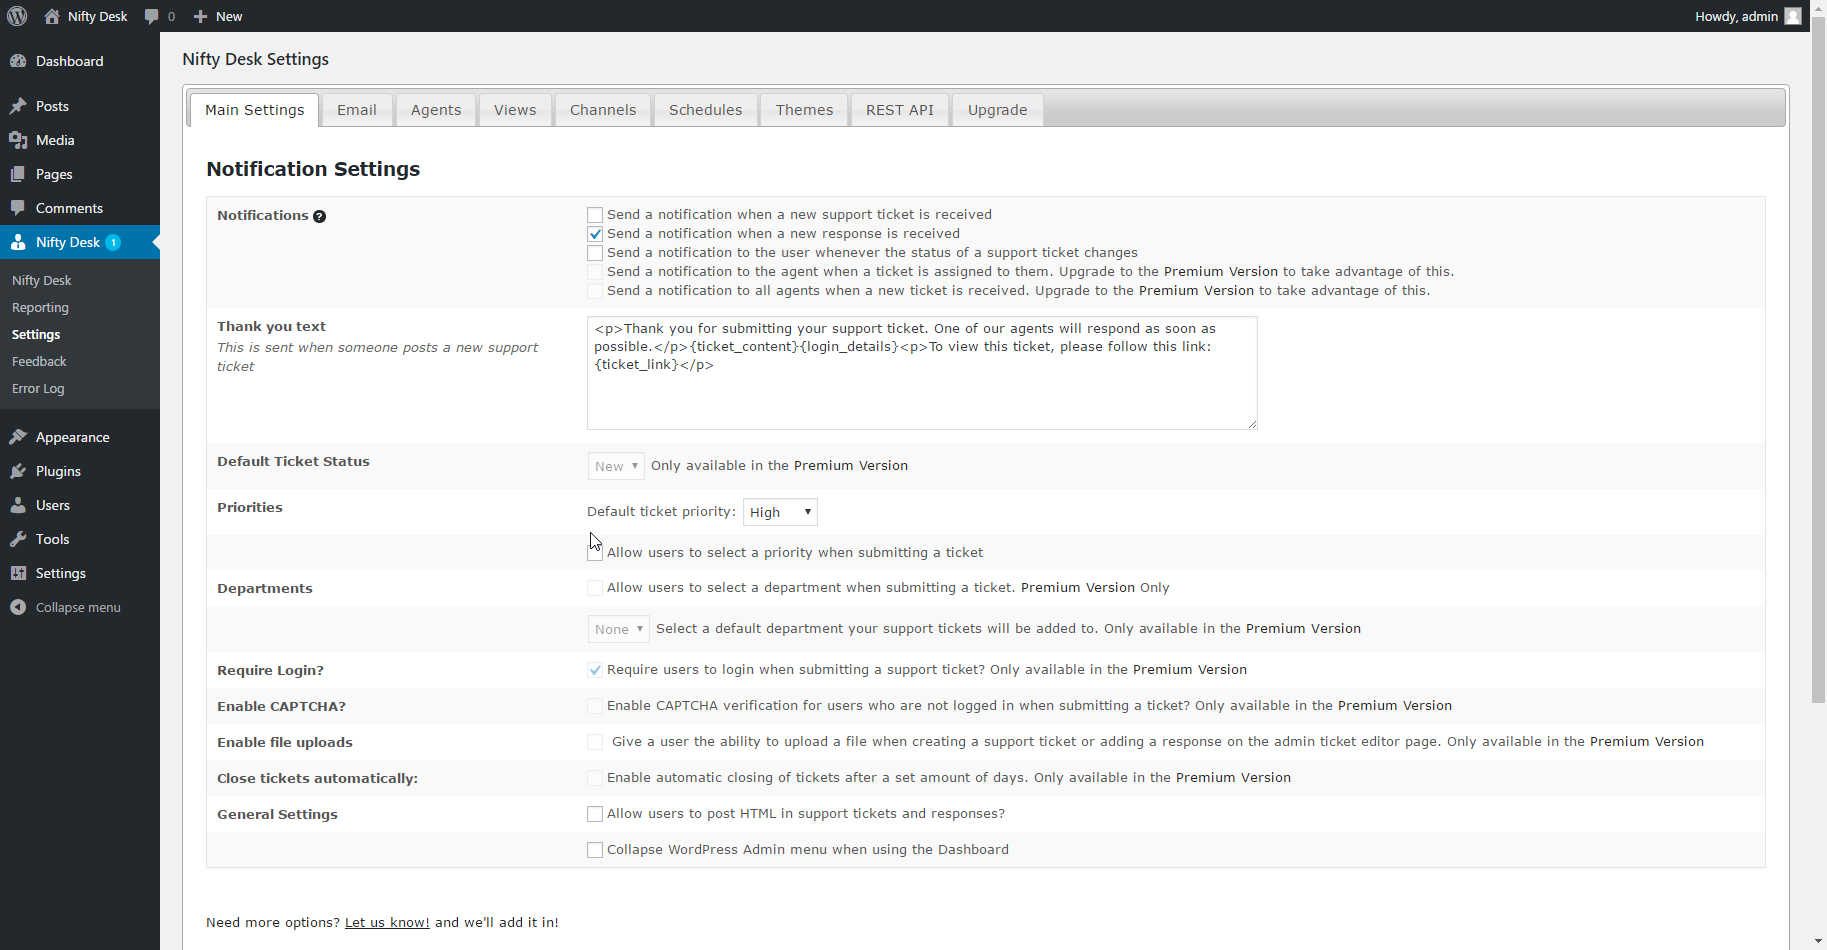 Nifty Desk
0
New
Howdy, admin
Dashboard
Posts
Media
Pages
Comments
Nifty Desk 1
Nifty Desk
Reporting
Settings
Feedback
Error Log
Appearance
Plugins
Users
Tools
Settings
Collapse menu
Nifty Desk Settings
Main Settings
Email
Agents
Views
Channels
Schedules
Themes
REST API
Upgrade
Notification Settings
Notifications ?
Send a notification when a new support ticket is received
Send a notification when a new response is received
Send a notification to the user whenever the status of a support ticket changes
Send a notification to the agent when a ticket is assigned to them. Upgrade to the Premium Version to take advantage of this.
Send a notification to all agents when a new ticket is received. Upgrade to the Premium Version to take advantage of this.
Thank you text
This is sent when someone posts a new support
ticket
<p>Thank you for submitting your support ticket. One of our agents will respond as soon as
possible.</p>{ticket_content}{login_details}<p>To view this ticket, please follow this link:
{ticket_link}</p>
Default Ticket Status
New Only available in the Premium Version
Priorities
Default ticket priority: High
Allow users to select a priority when submitting a ticket
Departments
Allow users to select a department when submitting a ticket. Premium Version Only
None Select a default department your support tickets will be added to. Only available in the Premium Version
Require Login?
Require users to login when submitting a support ticket? Only available in the Premium Version
Enable CAPTCHA?
Enable CAPTCHA verification for users who are not logged in when submitting a ticket? Only available in the Premium Version
Enable file uploads
Give a user the ability to upload a file when creating a support ticket or adding a response on the admin ticket editor page. Only available in the Premium Version
Close tickets automatically:
Enable automatic closing of tickets after a set amount of days. Only available in the Premium Version
General Settings
Allow users to post HTML in support tickets and responses?
Collapse WordPress Admin menu when using the Dashboard
Need more options? Let us know! and we'll add it in!